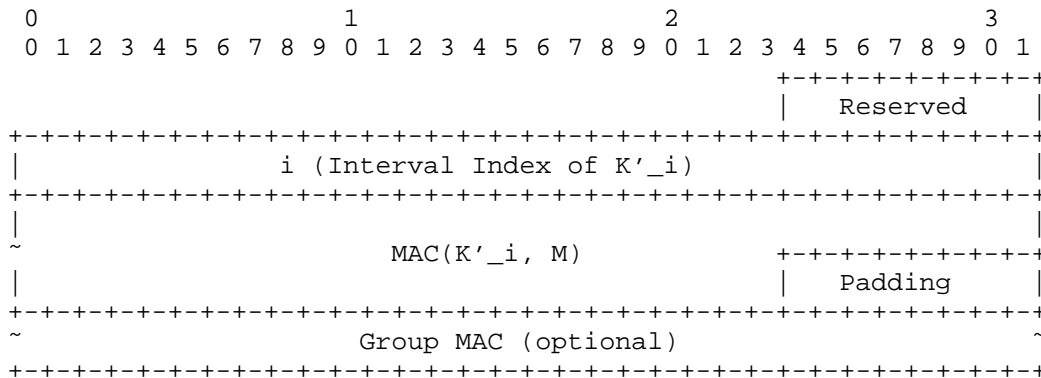 0                   1                   2                   3
 0 1 2 3 4 5 6 7 8 9 0 1 2 3 4 5 6 7 8 9 0 1 2 3 4 5 6 7 8 9 0 1
                                                +-+-+-+-+-+-+-+-+
                                                |   Reserved    |
+-+-+-+-+-+-+-+-+-+-+-+-+-+-+-+-+-+-+-+-+-+-+-+-+-+-+-+-+-+-+-+-+
|                i (Interval Index of K'_i)                     |
+-+-+-+-+-+-+-+-+-+-+-+-+-+-+-+-+-+-+-+-+-+-+-+-+-+-+-+-+-+-+-+-+
|                                                               |
~                       MAC(K'_i, M)            +-+-+-+-+-+-+-+-+
|                                               |   Padding     |
+-+-+-+-+-+-+-+-+-+-+-+-+-+-+-+-+-+-+-+-+-+-+-+-+-+-+-+-+-+-+-+-+
~                     Group MAC (optional)                      ~
+-+-+-+-+-+-+-+-+-+-+-+-+-+-+-+-+-+-+-+-+-+-+-+-+-+-+-+-+-+-+-+-+